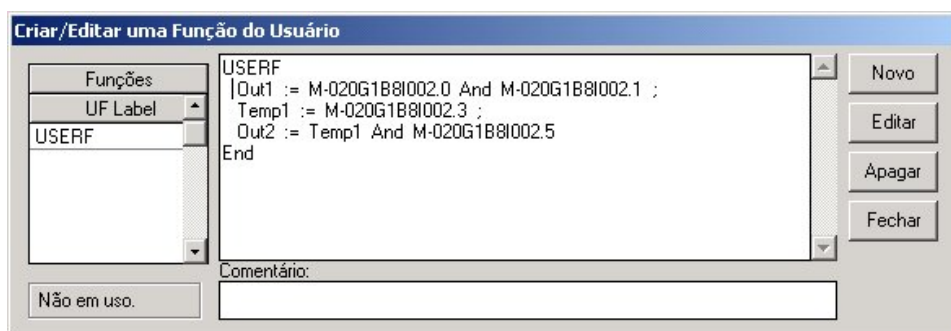 Criar/Editar uma Função do Usuário
Funções
UF Label
USERF
Não em uso.
USERF
Out1 := M-020G1B8I002.0 And M-020G1B8I002.1 ;
Temp1 := M-020G1B8I002.3 ;
Out2 := Temp1 And M-020G1B8I002.5
End
Comentário:
Novo
Editar
Apagar
Fechar